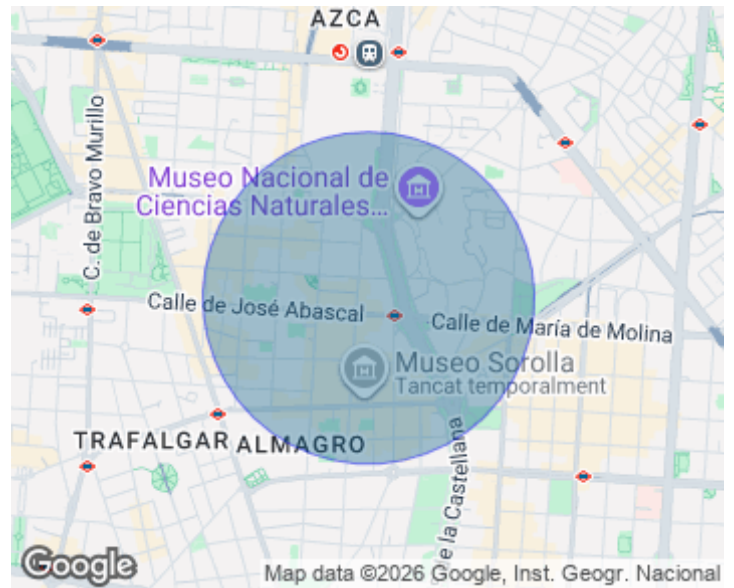 AZCA
Museo Nacional de
Ciencias Naturales...
C. de Bravo Murillo
Calle de José Abascal
Calle de María de Molina
Museo Sorolla
Tancat temporalment
TRAFALGAR
ALMAGRO
e la Castellana
Google
Map data ©2026 Google, Inst. Geogr. Nacional